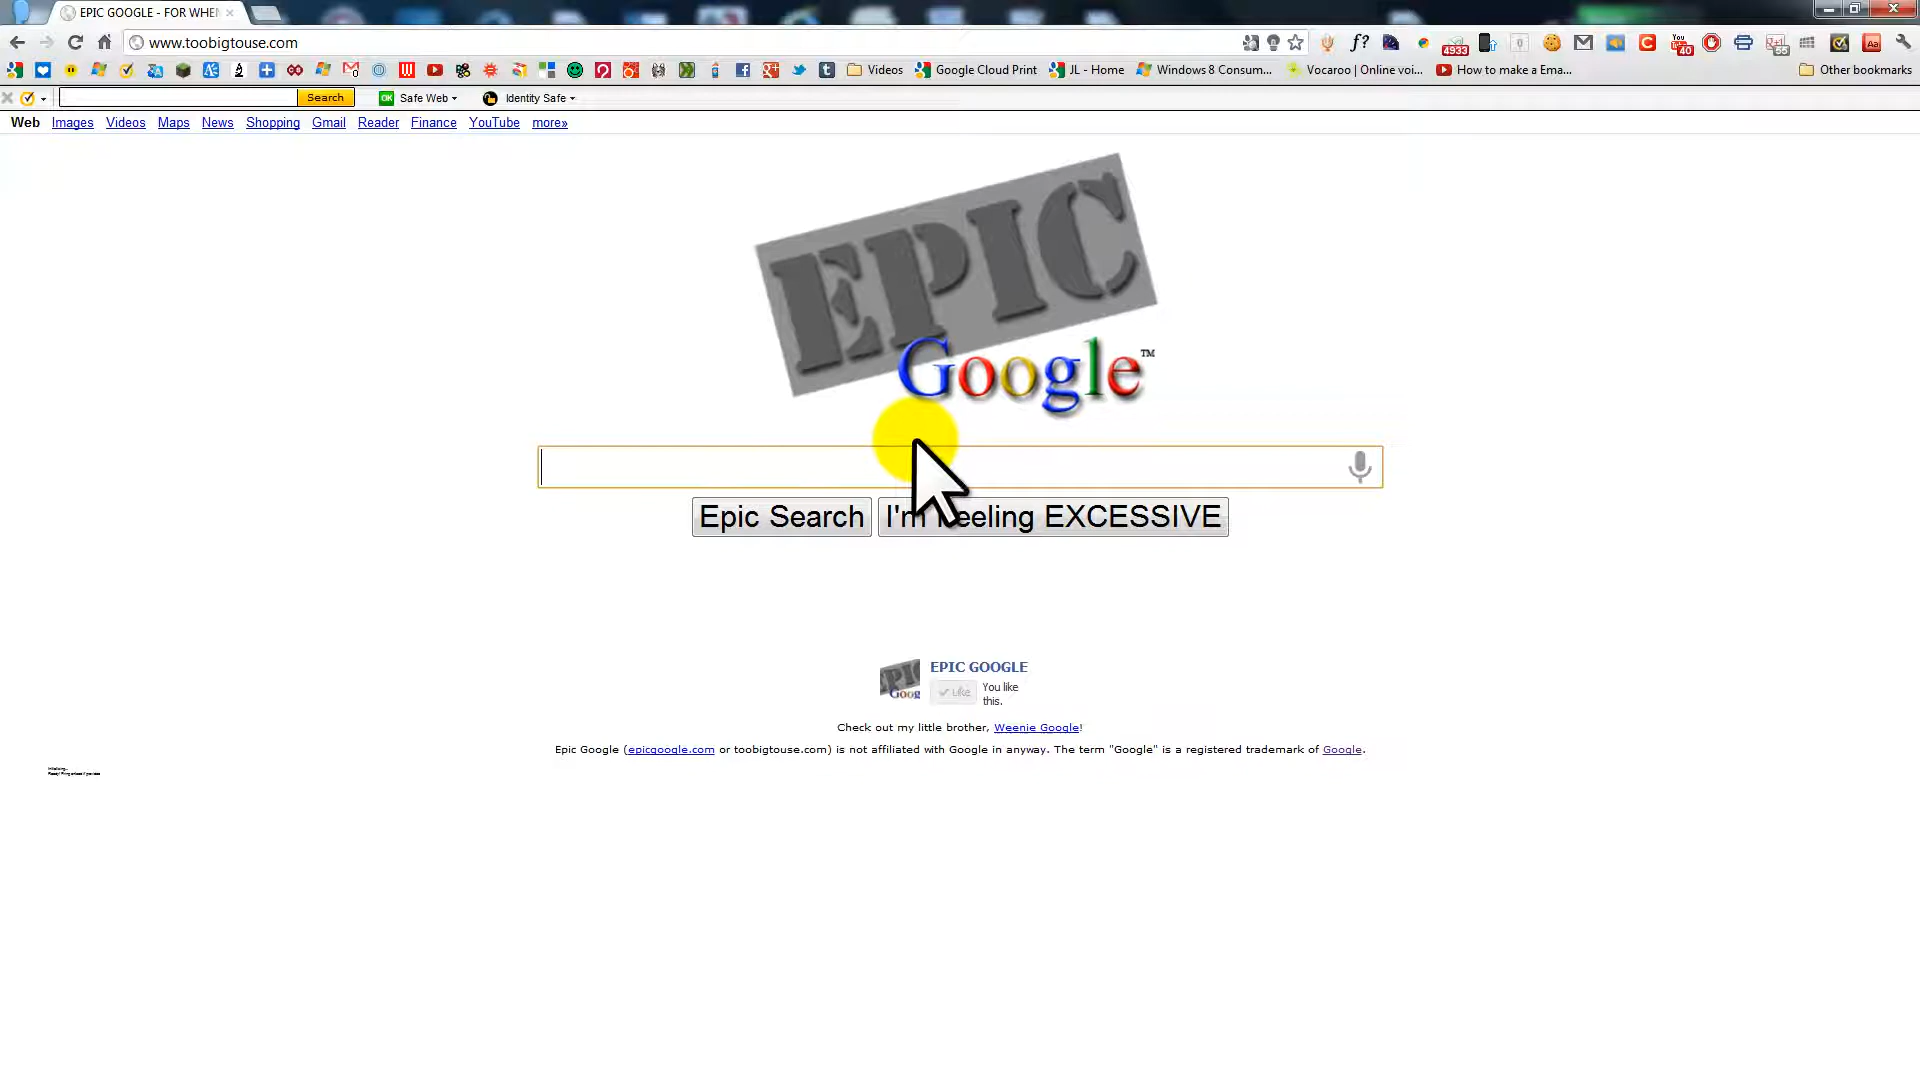 EPIC GOOGLE - FOR WHEN
www.toobigtouse.com
4933
40
55
Videos
Google Cloud Print
JL - Home
Windows 8 Consum...
Vocaroo | Online voi...
How to make a Ema...
Other bookmarks
Search
OK
Safe Web
Identity Safe
Web Images Videos Maps News Shopping Gmail Reader Finance YouTube more»
EPIC
Google™
Epic Search
I'm Feeling EXCESSIVE
EPIC GOOGLE
Like
You like
this.
Check out my little brother, Weenie Google!
Epic Google (epicgoogle.com or toobigtouse.com) is not affiliated with Google in anyway. The term "Google" is a registered trademark of Google.